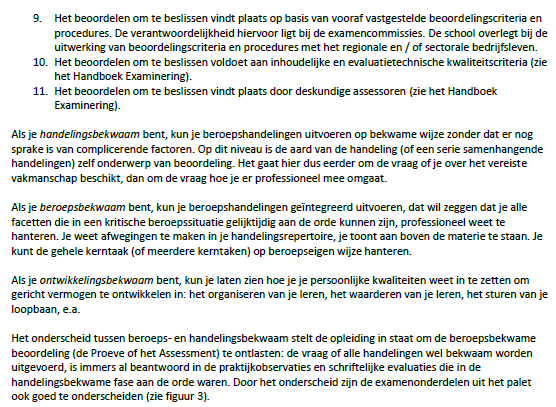 9. Het beoordelen om te beslissen vindt plaats op basis van vooraf vastgestelde beoordelingscriteria en
procedures. De verantwoordelijkheid hiervoor ligt bij de examencommissies. De school overlegt bij de
uitwerking van beoordelingscriteria en procedures met het regionale en / of sectorale bedrijfsleven.
10. Het beoordelen om te beslissen voldoet aan inhoudelijke en evaluatietechnische kwaliteitscriteria (zie
het Handboek Examinering).
11. Het beoordelen om te beslissen vindt plaats door deskundige assessoren (zie het Handboek
Examinering).
Als je handelingsbekwaam bent, kun je beroepshandelingen uitvoeren op bekwame wijze zonder dat er nog
sprake is van complicerende factoren. Op dit niveau is de aard van de handeling (of een serie samenhangende
handelingen) zelf onderwerp van beoordeling. Het gaat hier dus eerder om de vraag of je over het vereiste
vakmanschap beschikt, dan om de vraag hoe je er professioneel mee omgaat.
Als je beroepsbekwaam bent, kun je beroepshandelingen geïntegreerd uitvoeren, dat wil zeggen dat je alle
facetten die in een kritische beroepssituatie gelijktijdig aan de orde kunnen zijn, professioneel weet te
hanteren. Je weet afwegingen te maken in je handelingsrepertoire, je toont aan boven de materie te staan. Je
kunt de gehele kerntaak (of meerdere kerntaken) op beroepseigen wijze hanteren.
Als je ontwikkelingsbekwaam bent, kun je laten zien hoe je je persoonlijke kwaliteiten weet in te zetten om
gericht vermogen te ontwikkelen in: het organiseren van je leren, het waarderen van je leren, het sturen van je
loopbaan, e.a.
Het onderscheid tussen beroeps- en handelingsbekwaam stelt de opleiding in staat om de beroepsbekwame
beoordeling (de Proeve of het Assessment) te ontlasten: de vraag of alle handelingen wel bekwaam worden
uitgevoerd, is immers al beantwoord in de praktijkobservaties en schriftelijke evaluaties die in de
handelingsbekwame fase aan de orde waren. Door het onderscheid zijn de examenonderdelen uit het palet
ook goed te onderscheiden (zie figuur 3).